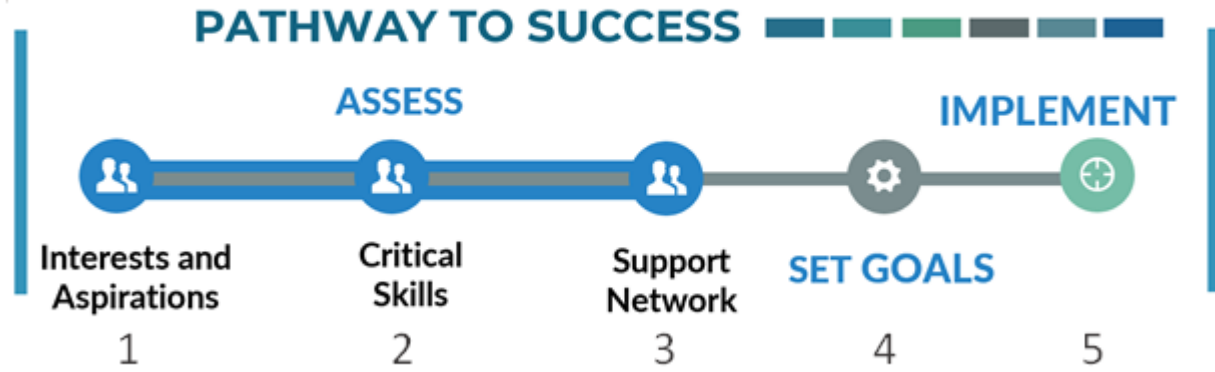 PATHWAY TO SUCCESS
ASSESS
IMPLEMENT
Interests and
Aspirations
Critical
Skills
Support
Network
SET GOALS
1 2 3 4 5